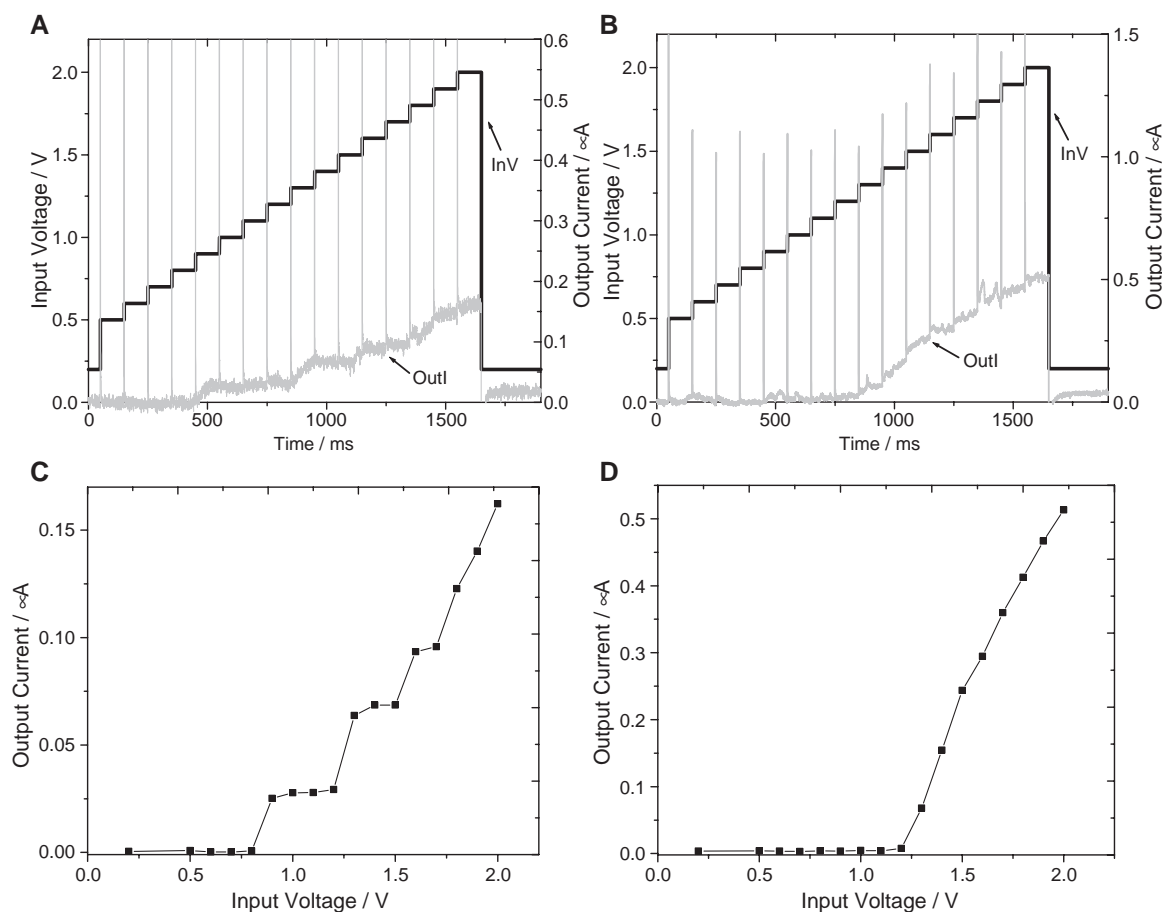 A
B
Input Voltage / V
2.0
1.5
1.0
0.5
0.0
0.6
0.5
0.4
0.3
0.2
0.1
0.0
Output Current / ∝A
InV
OutI
0
500
1000
1500
Time / ms
Input Voltage / V
2.0
1.5
1.0
0.5
0.0
1.5
1.0
0.5
0.0
Output Current / ∝A
InV
OutI
0
500
1000
1500
Time / ms
C
D
Output Current / ∝A
0.15
0.10
0.05
0.00
0.0
0.5
1.0
1.5
2.0
Input Voltage / V
Output Current / ∝A
0.5
0.4
0.3
0.2
0.1
0.0
0.0
0.5
1.0
1.5
2.0
Input Voltage / V